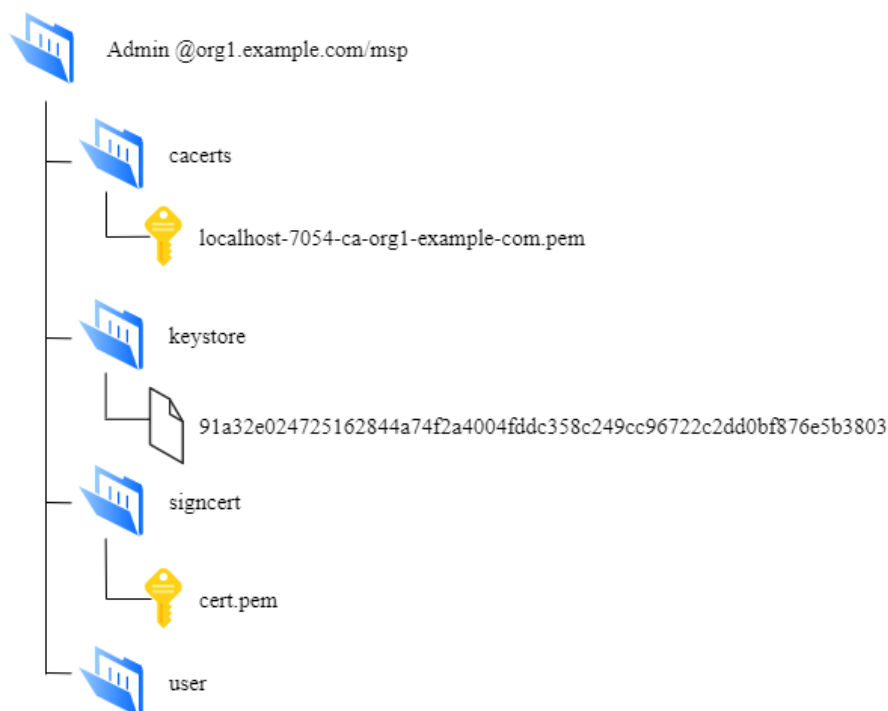 Admin @org1.example.com/msp
cacerts
localhost-7054-ca-org1-example-com.pem
keystore
91a32e024725162844a74f2a4004fddc358c249cc96722c2dd0bf876e5b3803
signcert
cert.pem
user